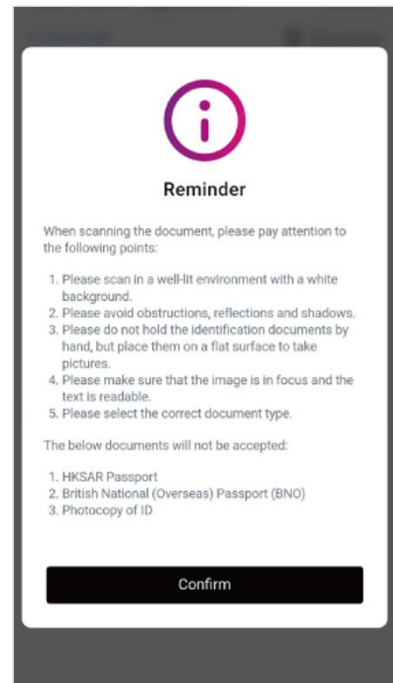 Reminder
When scanning the document, please pay attention to
the following points:
1. Please scan in a well-lit environment with a white
background.
2. Please avoid obstructions, reflections and shadows.
3. Please do not hold the identification documents by
hand, but place them on a flat surface to take
pictures.
4. Please make sure that the image is in focus and the
text is readable.
5. Please select the correct document type.
The below documents will not be accepted:
1. HKSAR Passport
2. British National (Overseas) Passport (BNO)
3. Photocopy of ID
Confirm